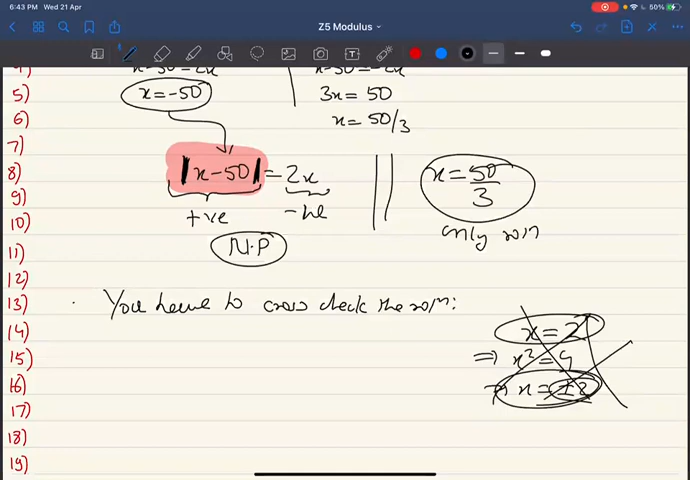 6:43 PM Wed 21 Apr
50%
Z5 Modulus
5)
x = -50
3x = 50
6)
x = 50/3
7)
8)
|x-50| = 2x
x = 50/3
9)
+ve
-ve
10)
only soln
11)
N.P
12)
13)
You have to cross check the soln:
14)
x = 2
15)
⇒ x² = 4
16)
⇒ x = ±2
17)
18)
19)